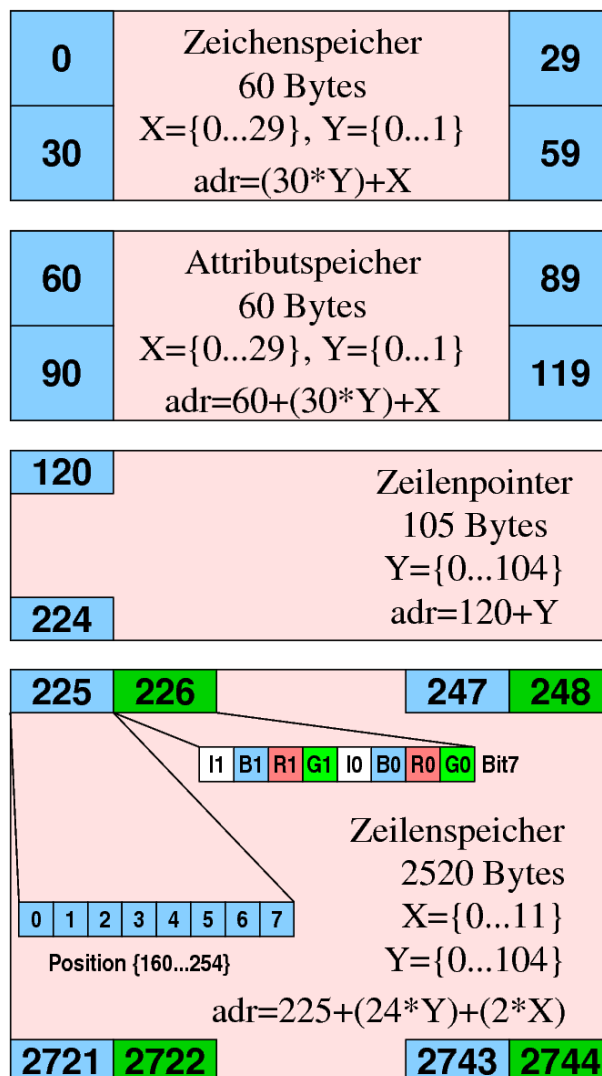 0 Zeichenspeicher 29
60 Bytes
X={0...29}, Y={0...1}
30 59
adr=(30*Y)+X
60 Attributspeicher 89
60 Bytes
X={0...29}, Y={0...1}
90 119
adr=60+(30*Y)+X
120 Zeilenpointer
105 Bytes
Y={0...104}
224 adr=120+Y
225 226 247 248
I1 B1 R1 G1 I0 B0 R0 G0 Bit7
Zeilenspeicher
2520 Bytes
X={0...11}
0 1 2 3 4 5 6 7
Y={0...104}
Position {160...254}
adr=225+(24*Y)+(2*X)
2721 2722 2743 2744